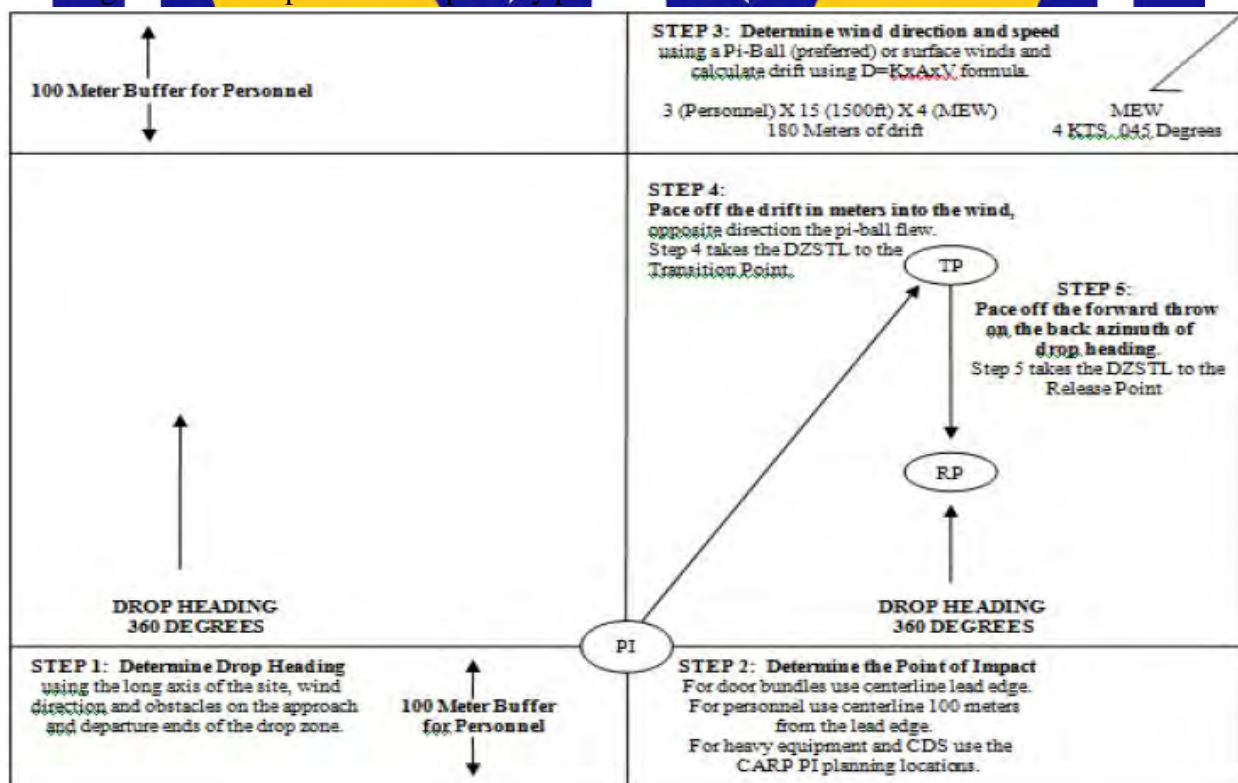 100 Meter Buffer for Personnel
STEP 3: Determine wind direction and speed
using a Pi-Ball (preferred) or surface winds and
calculate drift using D=KxAxV formula.
3 (Personnel) X 15 (1500ft) X 4 (MEW)
180 Meters of drift
MEW
4 KTS 045 Degrees
STEP 4:
Pace off the drift in meters into the wind,
opposite direction the pi-ball flew.
Step 4 takes the DZSTL to the
Transition Point.
TP
STEP 5:
Pace off the forward throw
on the back azimuth of
drop heading.
Step 5 takes the DZSTL to the
Release Point
RP
DROP HEADING
360 DEGREES
DROP HEADING
360 DEGREES
PI
STEP 1: Determine Drop Heading
using the long axis of the site, wind
direction and obstacles on the approach
and departure ends of the drop zone.
100 Meter Buffer
for Personnel
STEP 2: Determine the Point of Impact
For door bundles use centerline lead edge.
For personnel use centerline 100 meters
from the lead edge.
For heavy equipment and CDS use the
CARP PI planning locations.